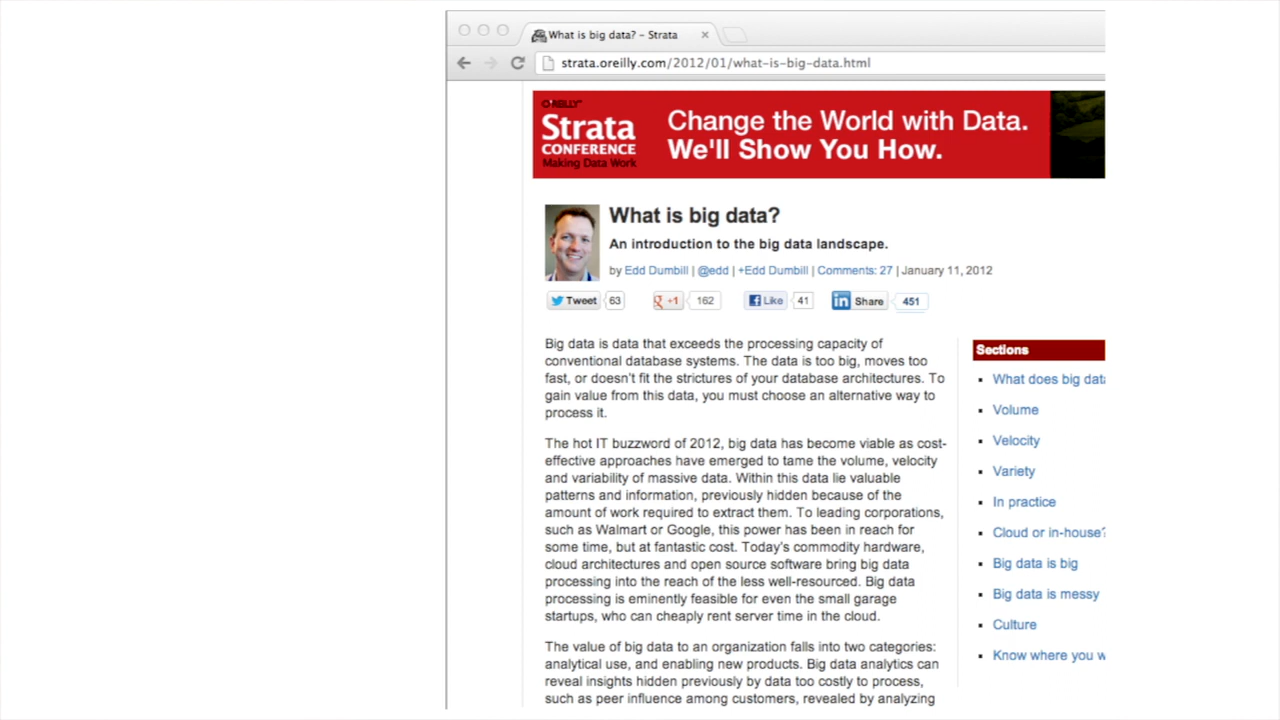 What is big data? – Strata
strata.oreilly.com/2012/01/what-is-big-data.html
O'REILLY
Strata
CONFERENCE
Making Data Work
Change the World with Data.
We'll Show You How.
What is big data?
An introduction to the big data landscape.
by Edd Dumbill | @edd | +Edd Dumbill | Comments: 27 | January 11, 2012
Tweet 63 +1 162 Like 41 Share 451
Big data is data that exceeds the processing capacity of
conventional database systems. The data is too big, moves too
fast, or doesn't fit the strictures of your database architectures. To
gain value from this data, you must choose an alternative way to
process it.
The hot IT buzzword of 2012, big data has become viable as cost-
effective approaches have emerged to tame the volume, velocity
and variability of massive data. Within this data lie valuable
patterns and information, previously hidden because of the
amount of work required to extract them. To leading corporations,
such as Walmart or Google, this power has been in reach for
some time, but at fantastic cost. Today's commodity hardware,
cloud architectures and open source software bring big data
processing into the reach of the less well-resourced. Big data
processing is eminently feasible for even the small garage
startups, who can cheaply rent server time in the cloud.
The value of big data to an organization falls into two categories:
analytical use, and enabling new products. Big data analytics can
reveal insights hidden previously by data too costly to process,
such as peer influence among customers, revealed by analyzing
Sections
What does big data
Volume
Velocity
Variety
In practice
Cloud or in-house?
Big data is big
Big data is messy
Culture
Know where you w